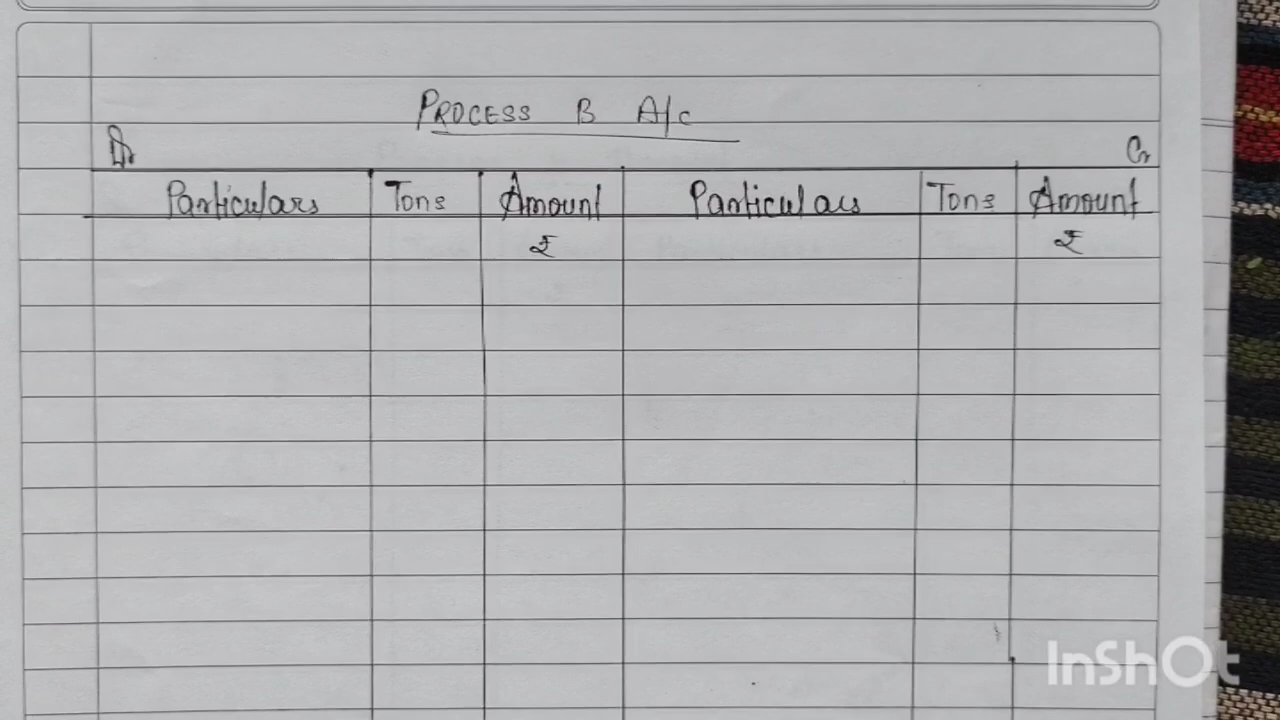 PROCESS B A/c
Dr Cr
Particulars Tons Amount Particulars Tons Amount
₹ ₹
InShOt